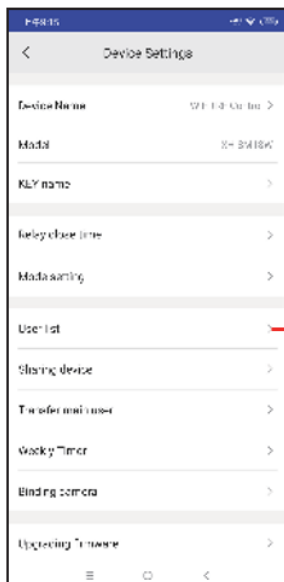 Device Settings
Device Name
Model
KEY name
Relay close time
Mode setting
User list
Sharing device
Transfer main user
Weekly Timer
Binding camera
Upgrading firmware